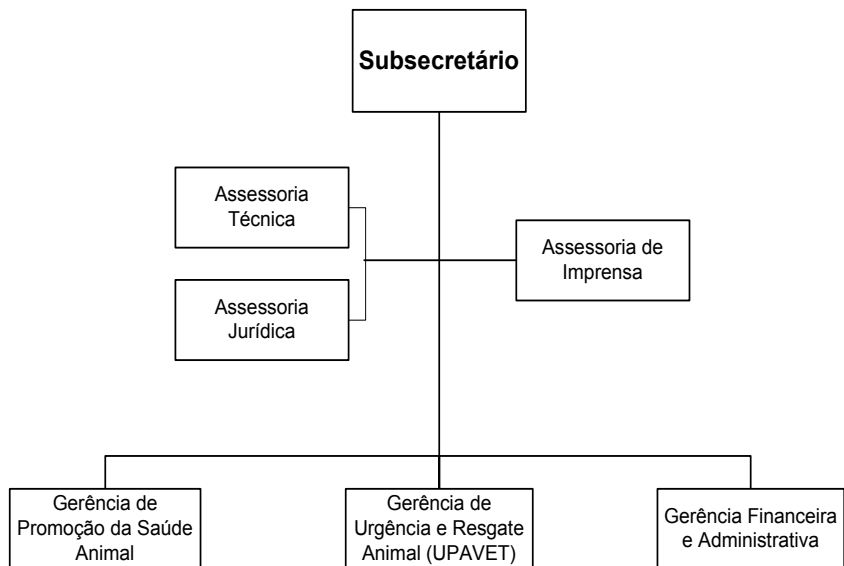 Subsecretário
Assessoria
Técnica
Assessoria de
Imprensa
Assessoria
Jurídica
Gerência de
Promoção da Saúde
Animal
Gerência de
Urgência e Resgate
Animal (UPAVET)
Gerência Financeira
e Administrativa